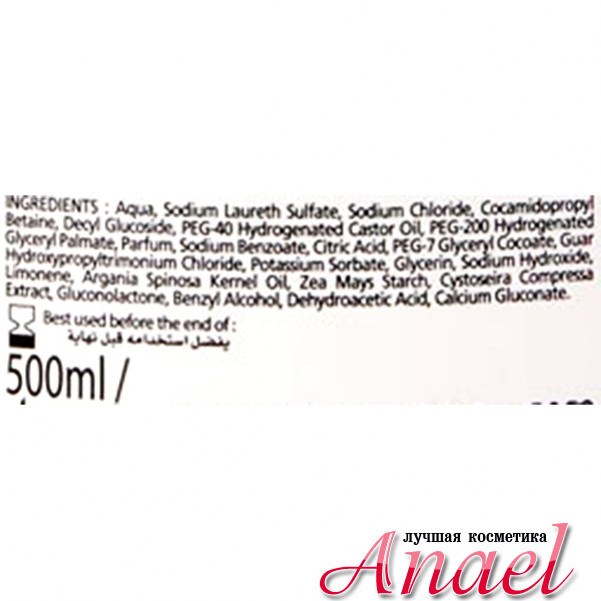 INGREDIENTS : Aqua, Sodium Laureth Sulfate, Sodium Chloride, Cocamidopropyl
Betaine, Decyl Glucoside, PEG-40 Hydrogenated Castor Oil, PEG-200 Hydrogenated
Glyceryl Palmate, Parfum, Sodium Benzoate, Citric Acid, PEG-7 Glyceryl Cocoate, Guar
Hydroxypropyltrimonium Chloride, Potassium Sorbate, Glycerin, Sodium Hydroxide,
Limonene, Argania Spinosa Kernel Oil, Zea Mays Starch, Cystoseira Compressa
Extract, Gluconolactone, Benzyl Alcohol, Dehydroacetic Acid, Calcium Gluconate.
Best used before the end of :
يفضل استخدامه قبل نهاية
500ml /
лучшая косметика
Anael